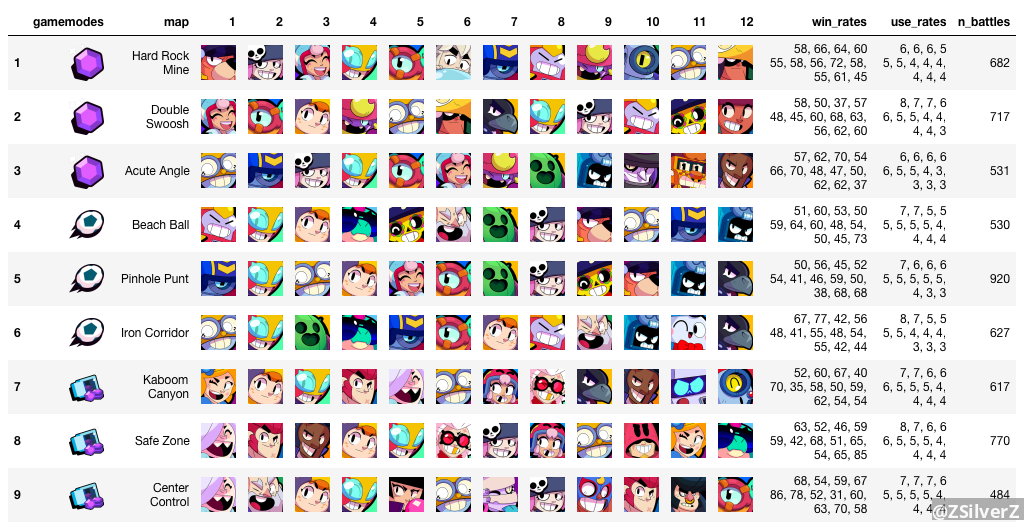 gamemodes map 1 2 3 4 5 6 7 8 9 10 11 12 win_rates use_rates n_battles
1 Hard Rock Mine 58, 66, 64, 60 55, 58, 56, 72, 58, 55, 61, 45 6, 6, 6, 5 5, 5, 4, 4, 4, 4, 4, 4 682
2 Double Swoosh 58, 50, 37, 57 48, 45, 60, 68, 63, 56, 62, 60 8, 7, 7, 6 6, 5, 5, 4, 4, 4, 4, 3 717
3 Acute Angle 57, 62, 70, 54 66, 70, 48, 47, 50, 62, 62, 37 6, 6, 6, 6 6, 5, 5, 4, 3, 3, 3, 3 531
4 Beach Ball 51, 60, 53, 50 59, 64, 60, 48, 54, 50, 45, 73 7, 7, 5, 5 5, 5, 5, 5, 4, 4, 4, 4 530
5 Pinhole Punt 50, 56, 45, 52 54, 41, 46, 59, 50, 38, 68, 68 7, 6, 6, 6 5, 5, 5, 5, 5, 4, 3, 3 920
6 Iron Corridor 67, 77, 42, 56 48, 41, 55, 48, 54, 55, 42, 44 8, 7, 5, 5 5, 5, 4, 4, 4, 3, 3, 3 627
7 Kaboom Canyon 52, 60, 67, 40 70, 35, 58, 50, 59, 62, 54, 54 7, 7, 6, 6 6, 5, 5, 5, 5, 4, 4, 4, 4 617
8 Safe Zone 63, 52, 46, 59 59, 42, 68, 51, 65, 54, 65, 85 8, 7, 6, 6 6, 5, 5, 5, 4, 4, 4, 4 770
9 Center Control 68, 54, 59, 67 86, 78, 52, 31, 60, 63, 70, 58 7, 7, 7, 6 5, 5, 5, 5, 4, 4, 484
@ZSilverZ